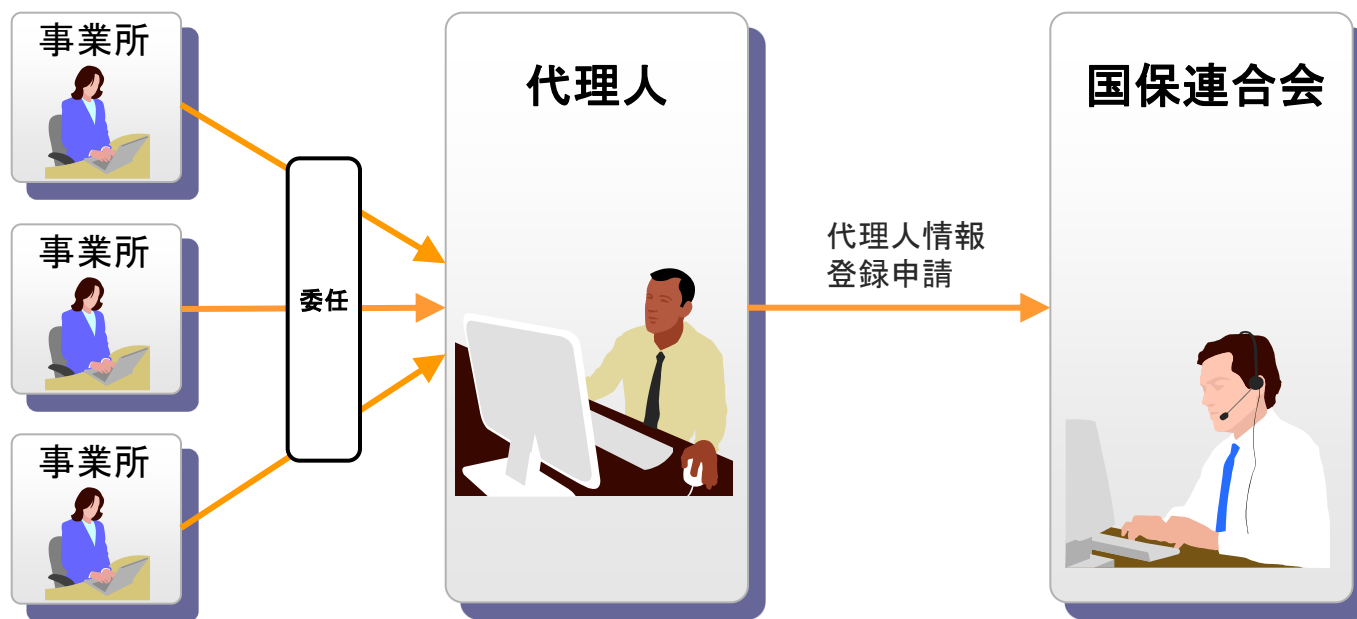 事業所
事業所
事業所
委任
代理人
代理人情報
登録申請
国保連合会